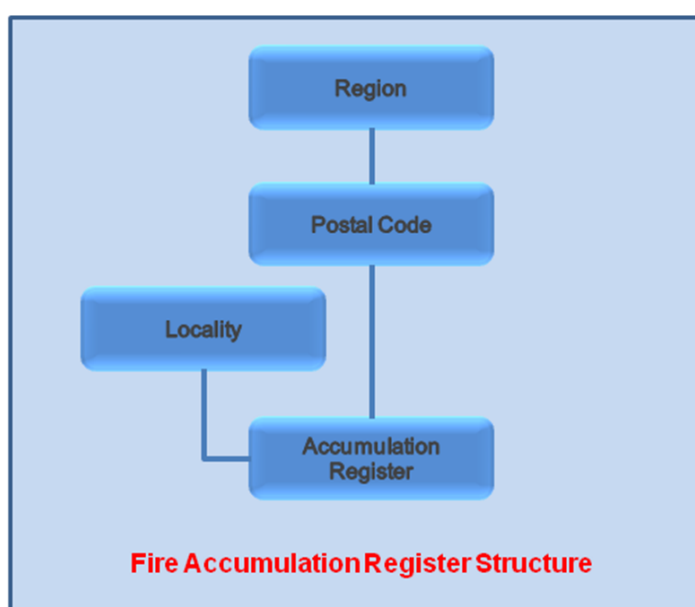 Region
Postal Code
Locality
Accumulation
Register
Fire Accumulation Register Structure